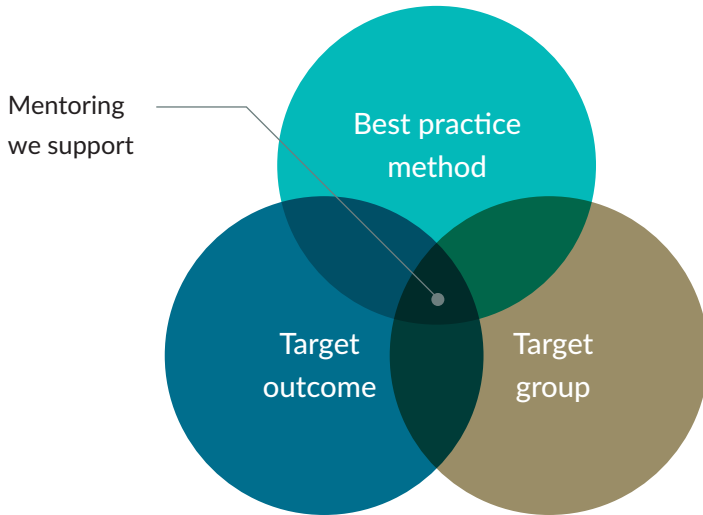 Mentoring
we support
Best practice
method
Target
outcome
Target
group